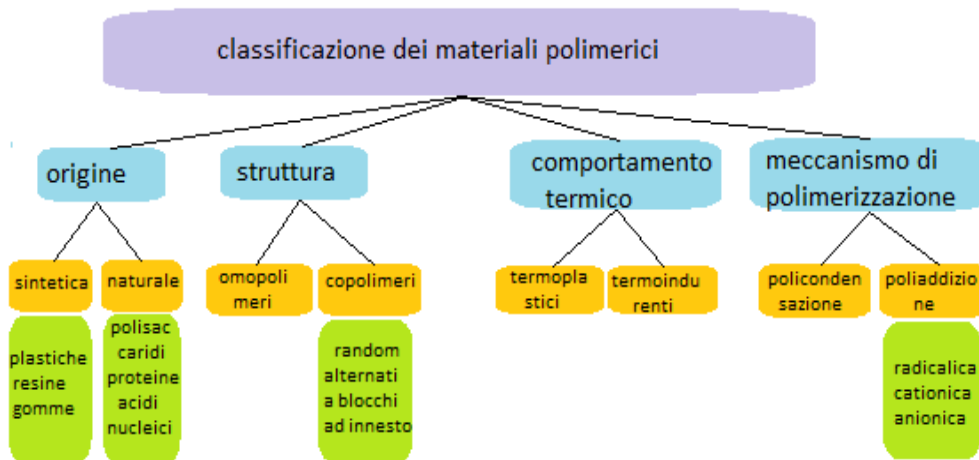 classificazione dei materiali polimerici
origine
struttura
comportamento
termico
meccanismo di
polimerizzazione
sintetica
naturale
omopoli
meri
copolimeri
termopla
stici
termoindu
renti
policonden
sazione
poliaddizio
ne
plastiche
resine
gomme
polisac
caridi
proteine
acidi
nucleici
random
alternati
a blocchi
ad innesto
radicalica
cationica
anionica